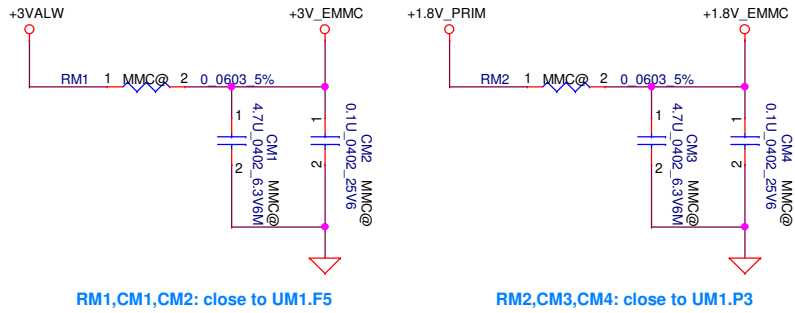 +3VALW
+3V_EMMC
RM1 1 MMC@ 2 0_0603_5%
1
CM1
4.7U_0402_6.3V6M
MMC@
2
1
CM2
0.1U_0402_25V6
MMC@
2
RM1,CM1,CM2: close to UM1.F5
+1.8V_PRIM
+1.8V_EMMC
RM2 1 MMC@ 2 0_0603_5%
1
CM3
4.7U_0402_6.3V6M
MMC@
2
1
CM4
0.1U_0402_25V6
MMC@
2
RM2,CM3,CM4: close to UM1.P3